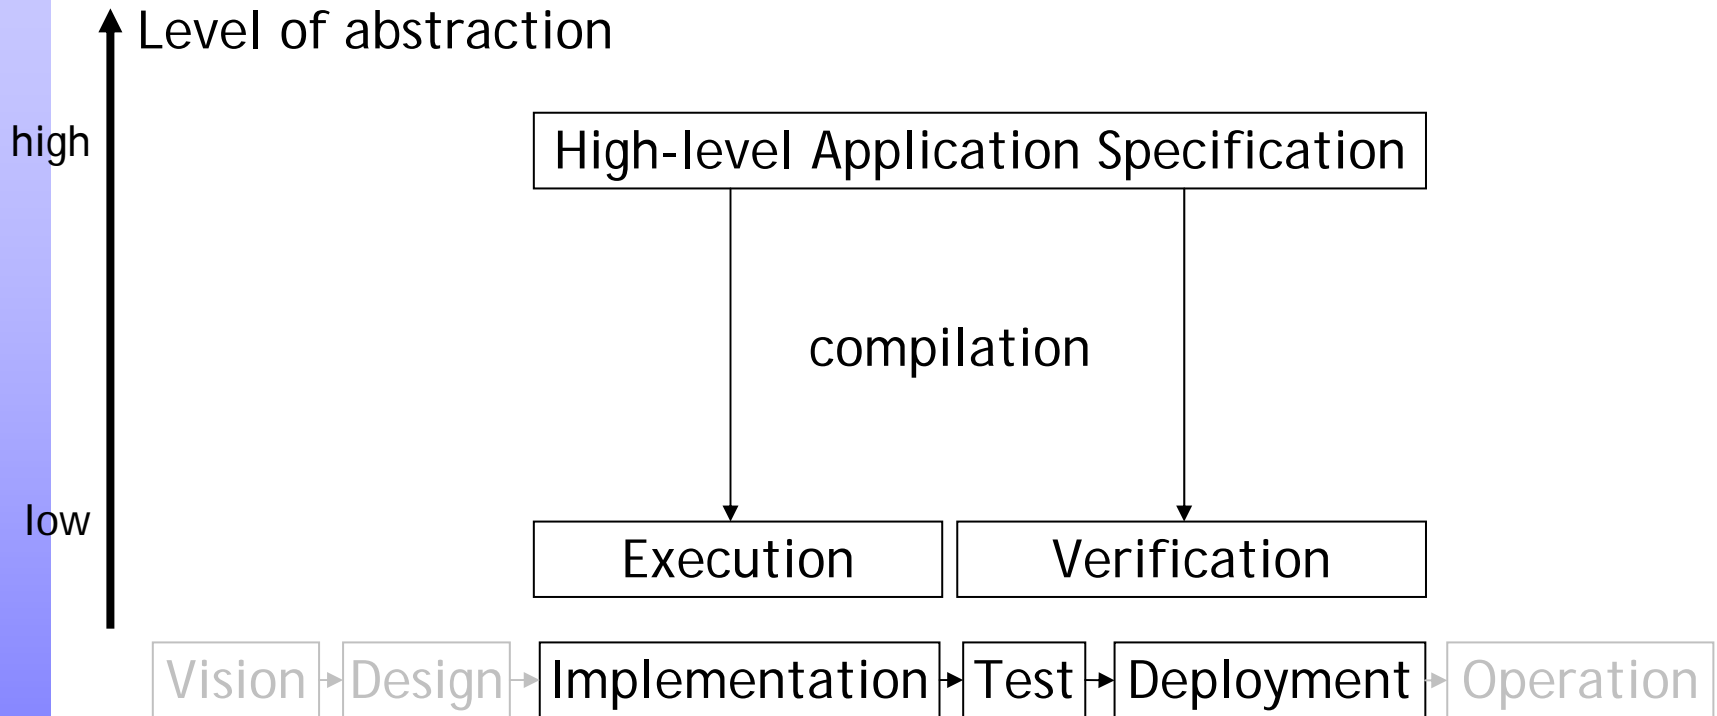 Level of abstraction
high
High-level Application Specification
compilation
low
Execution Verification
Vision Design Implementation Test Deployment Operation